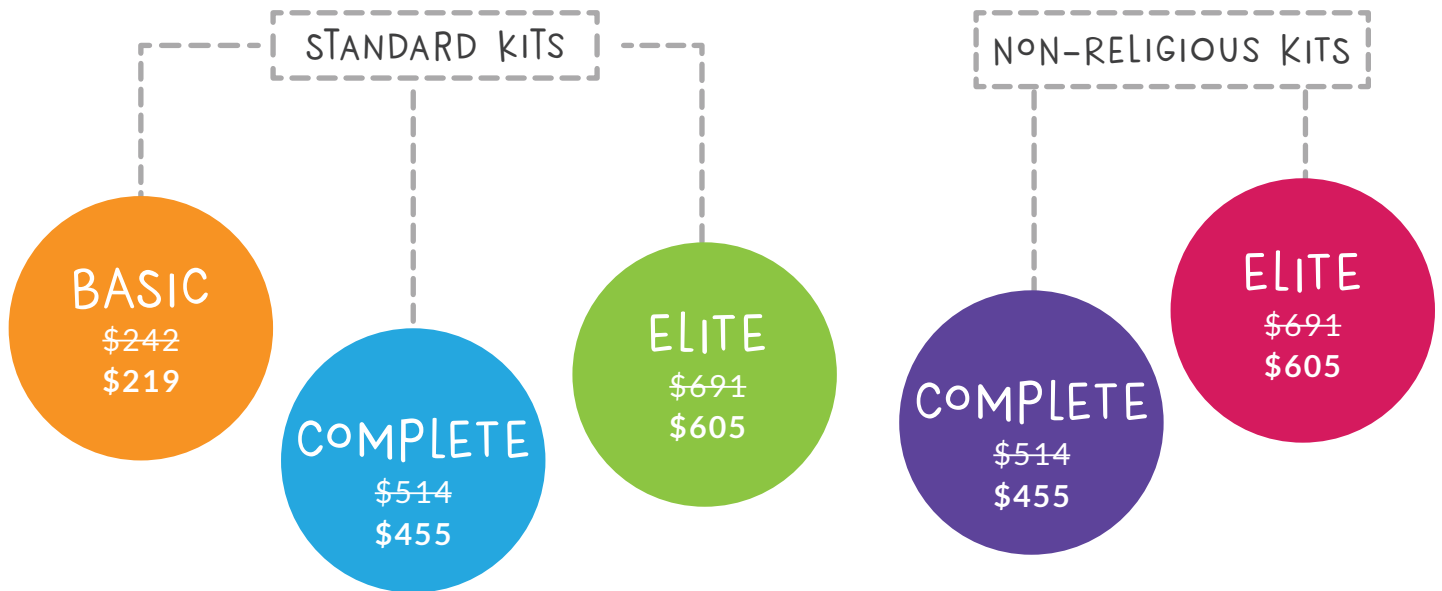 STANDARD KITS
BASIC
$242
$219
COMPLETE
$514
$455
ELITE
$691
$605
NON-RELIGIOUS KITS
COMPLETE
$514
$455
ELITE
$691
$605